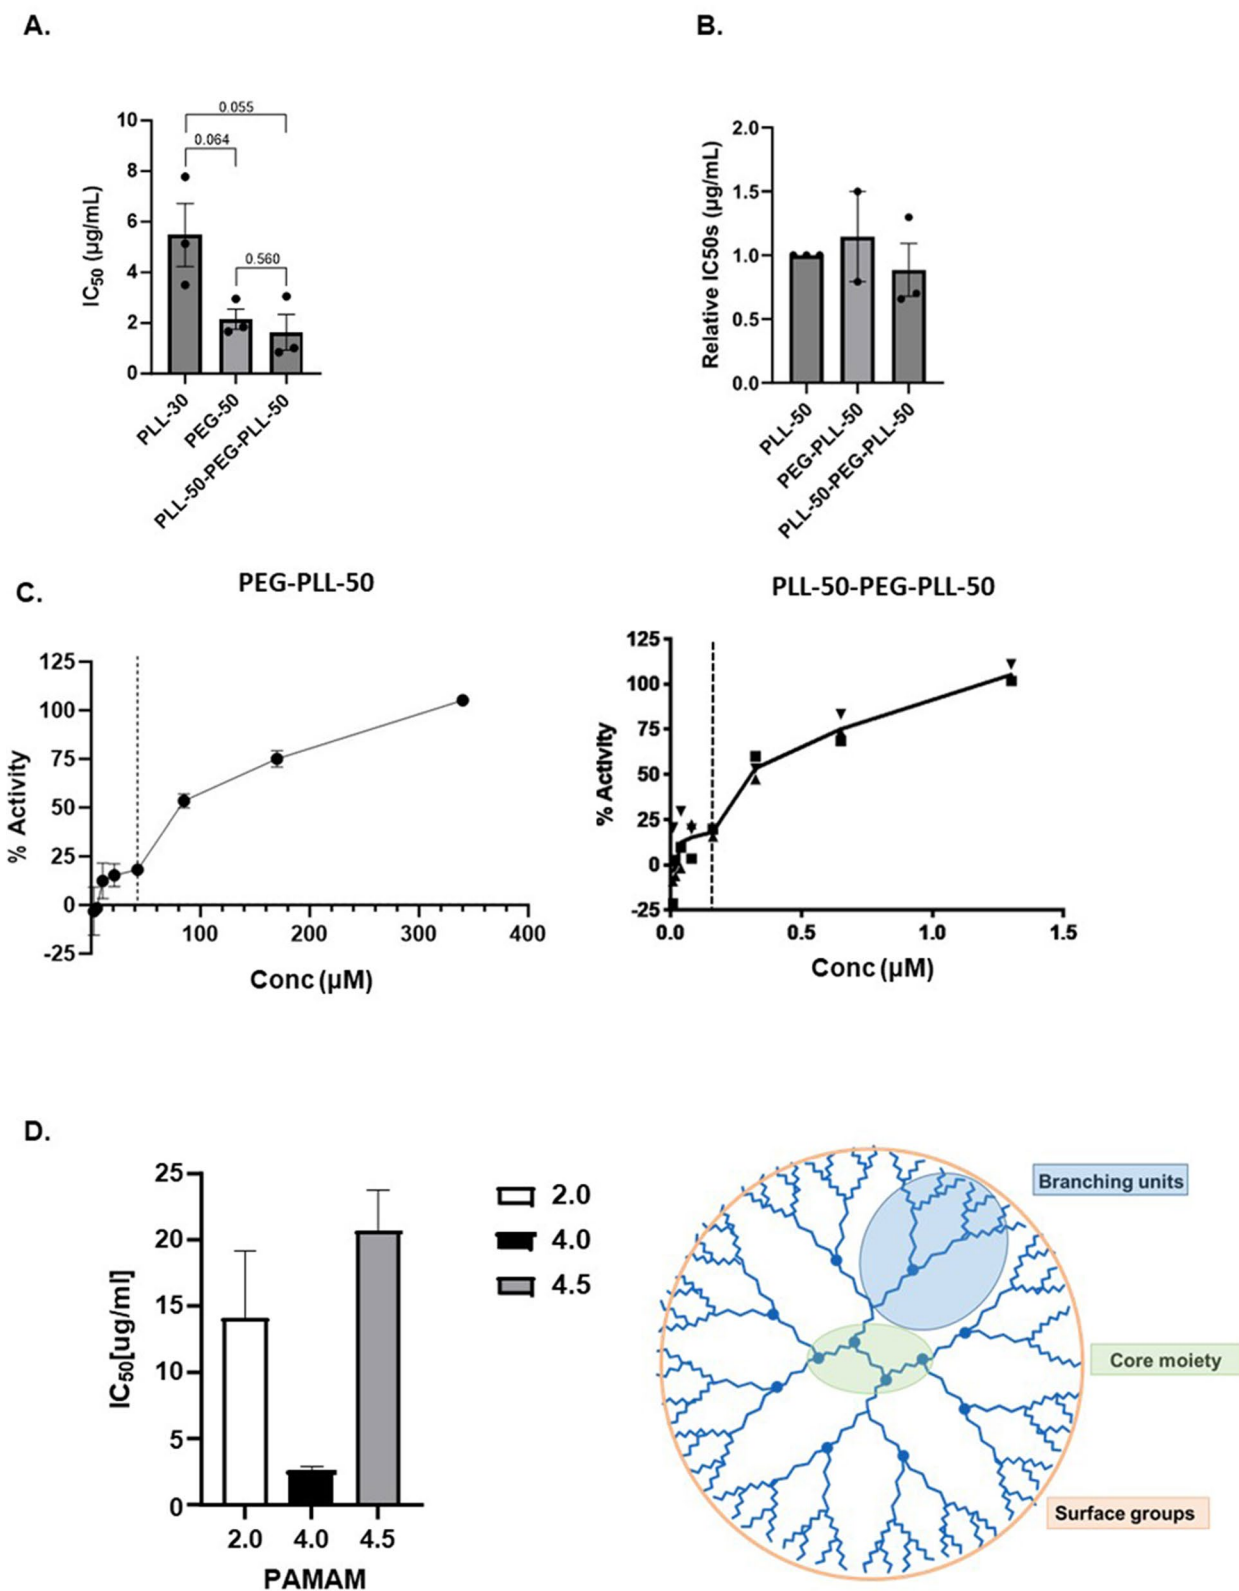 A.
10
8
6
4
2
0
IC50 (µg/mL)
0.055
0.064
0.560
PLL-30
PEG-50
PLL-50-PEG-PLL-50
B.
2.0
1.5
1.0
0.5
0.0
Relative IC50s (µg/mL)
PLL-50
PEG-PLL-50
PLL-50-PEG-PLL-50
C.
PEG-PLL-50
125
100
75
50
25
0
-25
% Activity
100
200
300
400
Conc (µM)
PLL-50-PEG-PLL-50
125
100
75
50
25
0
-25
% Activity
0.0
0.5
1.0
1.5
Conc (µM)
D.
25
20
15
10
5
0
IC50[ug/ml]
2.0
4.0
4.5
PAMAM
2.0
4.0
4.5
Branching units
Core moiety
Surface groups